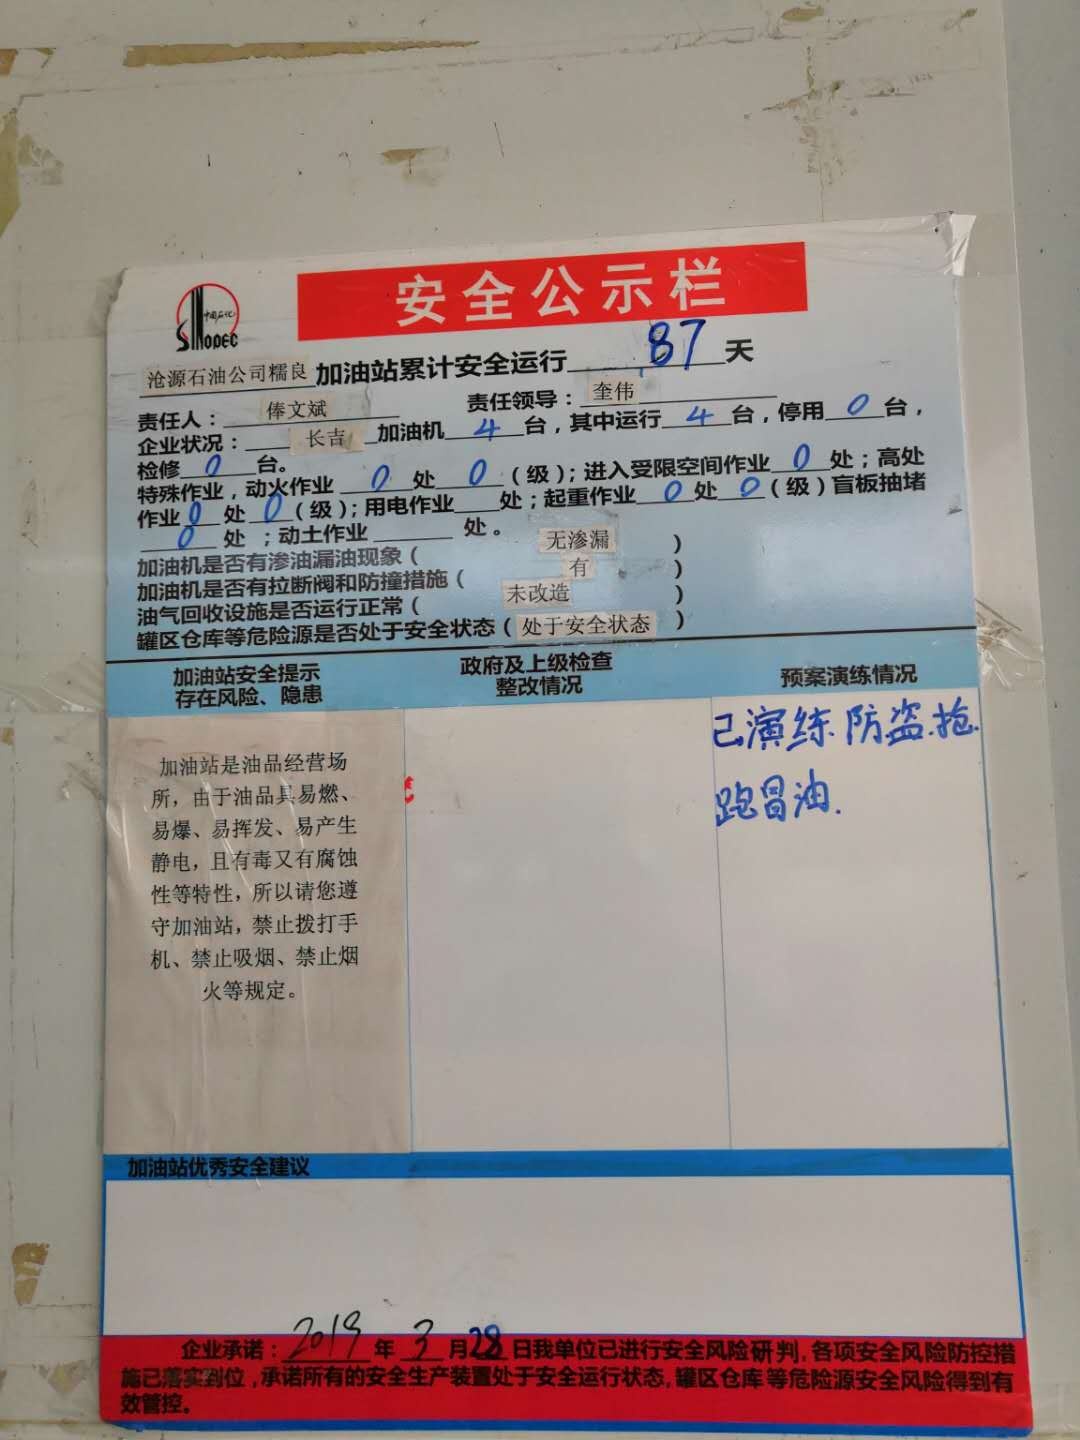 安全公示栏
中国石化
SINOPEC
沧源石油公司糯良加油站累计安全运行 87 天
责任人：俸文斌 责任领导：奎伟
企业状况：长吉 加油机 4 台，其中运行 4 台，停用 0 台，
检修 0 台。
特殊作业，动火作业 0 处 0 （级）；进入受限空间作业 0 处；高处
作业 0 处 0 （级）；用电作业 处；起重作业 0 处 0 （级）盲板抽堵
0 处；动土作业 处。
加油机是否有渗油漏油现象（ 无渗漏 ）
加油机是否有拉断阀和防撞措施（ 有 ）
油气回收设施是否运行正常（ 未改造 ）
罐区仓库等危险源是否处于安全状态（ 处于安全状态 ）
加油站安全提示
存在风险、隐患
政府及上级检查
整改情况
预案演练情况
加油站是油品经营场
所，由于油品具易燃、
易爆、易挥发、易产生
静电，且有毒又有腐蚀
性等特性，所以请您遵
守加油站，禁止拨打手
机、禁止吸烟、禁止烟
火等规定。
已演练防盗抢
跑冒油.
加油站优秀安全建议
企业承诺：2019 年 3 月 28 日我单位已进行安全风险研判，各项安全风险防控措
施已落实到位，承诺所有的安全生产装置处于安全运行状态，罐区仓库等危险源安全风险得到有
效管控。